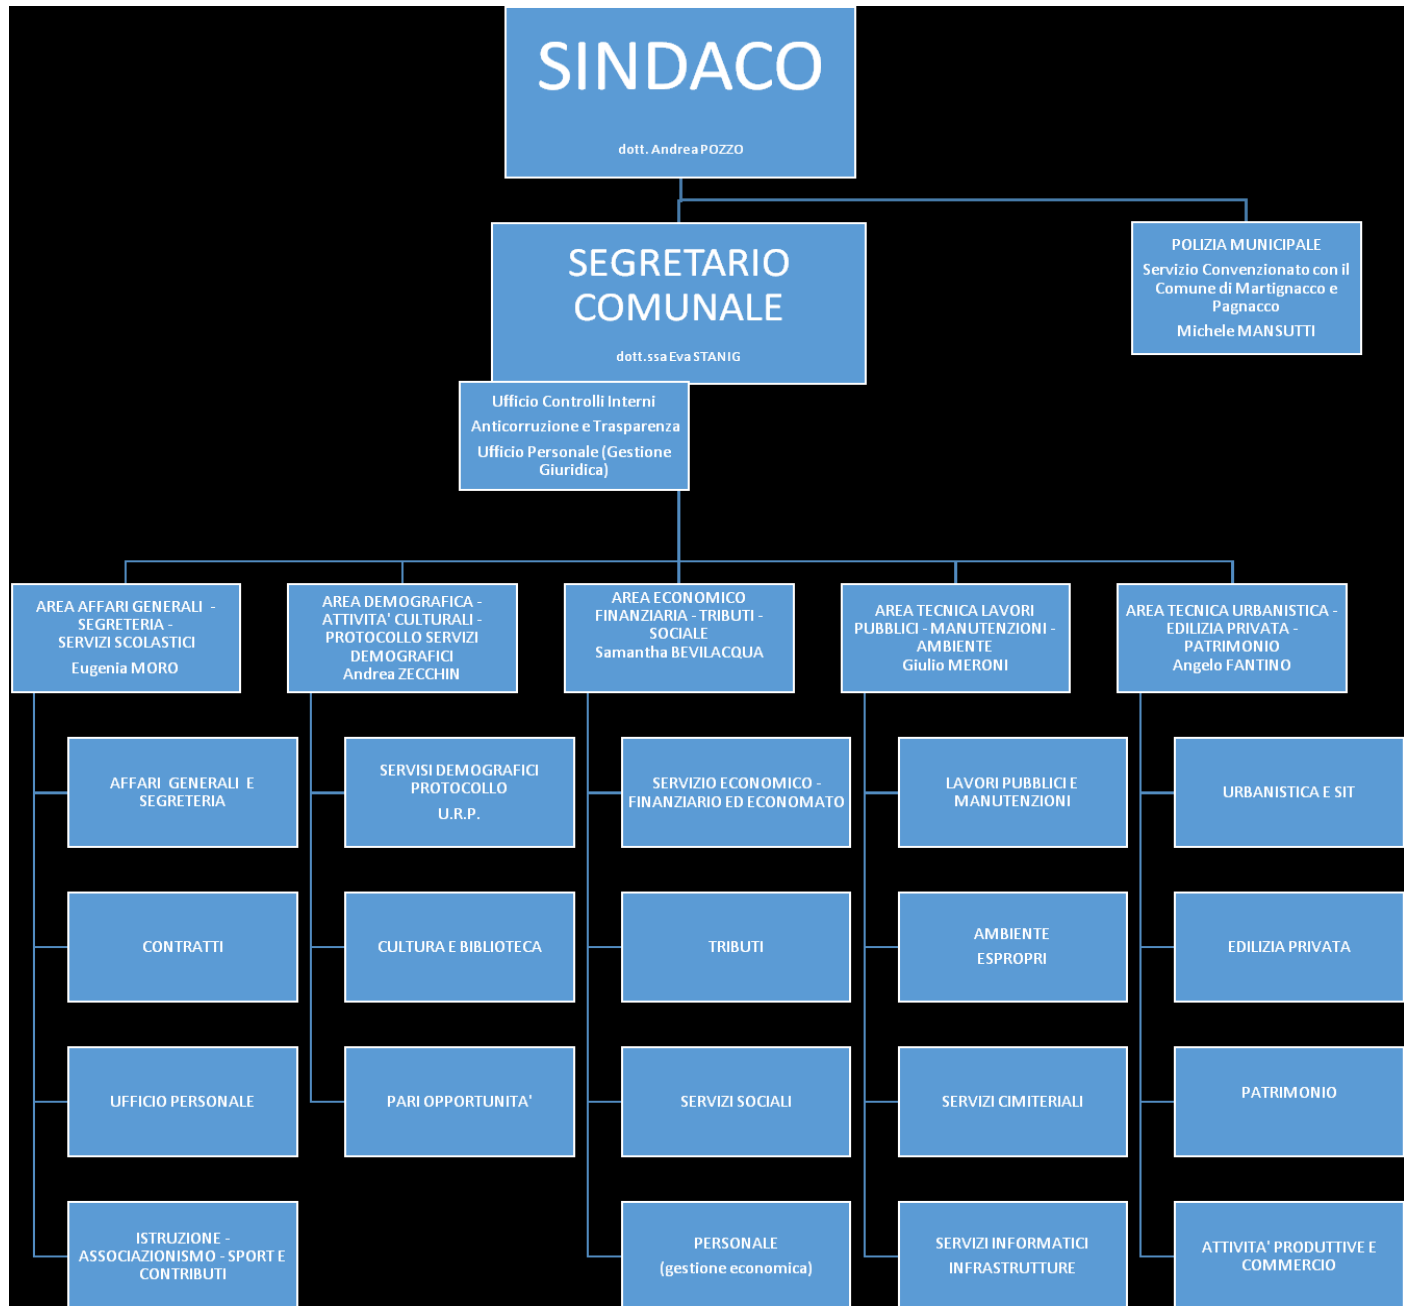 SINDACO
dott. Andrea POZZO
SEGRETARIO
COMUNALE
dott.ssa Eva STANIG
POLIZIA MUNICIPALE
Servizio Convenzionato con il
Comune di Martignacco e
Pagnacco
Michele MANSUTTI
Ufficio Controlli Interni
Anticorruzione e Trasparenza
Ufficio Personale (Gestione
Giuridica)
AREA AFFARI GENERALI -
SEGRETERIA -
SERVIZI SCOLASTICI
Eugenia MORO
AREA DEMOGRAFICA -
ATTIVITA' CULTURALI -
PROTOCOLLO SERVIZI
DEMOGRAFICI
Andrea ZECCHIN
AREA ECONOMICO
FINANZIARIA - TRIBUTI -
SOCIALE
Samantha BEVILACQUA
AREA TECNICA LAVORI
PUBBLICI - MANUTENZIONI -
AMBIENTE
Giulio MERONI
AREA TECNICA URBANISTICA -
EDILIZIA PRIVATA -
PATRIMONIO
Angelo FANTINO
AFFARI GENERALI E
SEGRETERIA
SERVISI DEMOGRAFICI
PROTOCOLLO
U.R.P.
SERVIZIO ECONOMICO -
FINANZIARIO ED ECONOMATO
LAVORI PUBBLICI E
MANUTENZIONI
URBANISTICA E SIT
CONTRATTI
CULTURA E BIBLIOTECA
TRIBUTI
AMBIENTE
ESPROPRI
EDILIZIA PRIVATA
UFFICIO PERSONALE
PARI OPPORTUNITA'
SERVIZI SOCIALI
SERVIZI CIMITERIALI
PATRIMONIO
ISTRUZIONE -
ASSOCIAZIONISMO - SPORT E
CONTRIBUTI
PERSONALE
(gestione economica)
SERVIZI INFORMATICI
INFRASTRUTTURE
ATTIVITA' PRODUTTIVE E
COMMERCIO